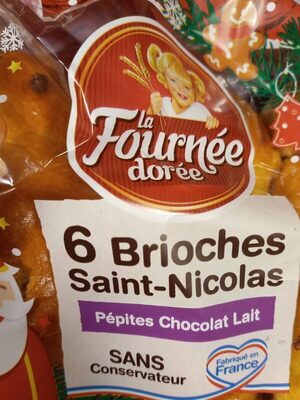 la
Fournée
dorée
6 Brioches
Saint-Nicolas
Pépites Chocolat Lait
SANS
Conservateur
Fabriqué en
France